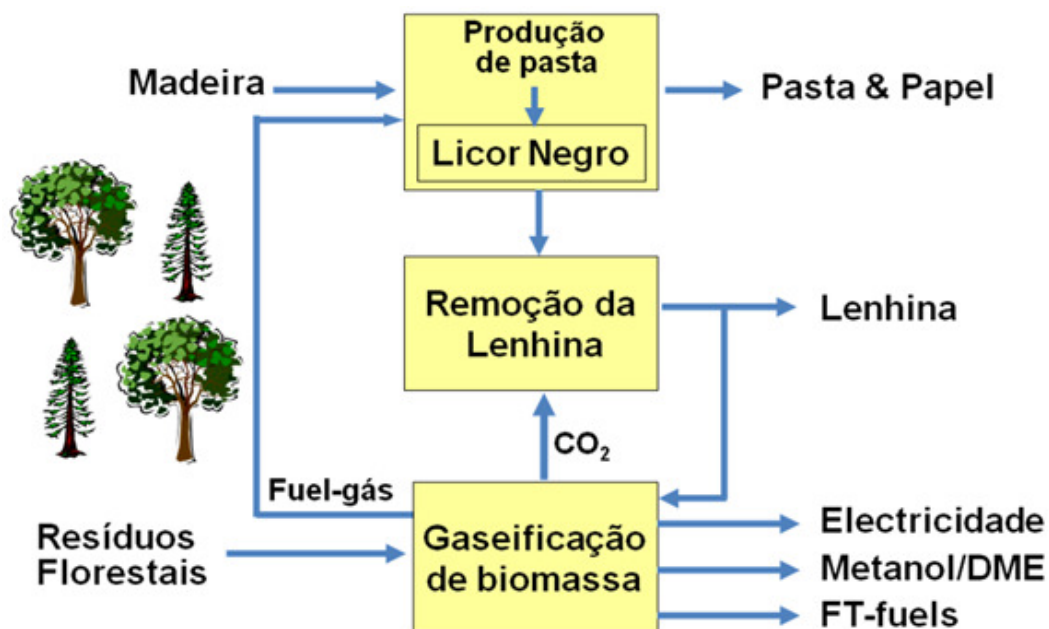 Produção
de pasta
Madeira
Pasta & Papel
Licor Negro
Remoção da
Lenhina
Lenhina
CO₂
Fuel-gás
Resíduos
Florestais
Gaseificação
de biomassa
Electricidade
Metanol/DME
FT-fuels